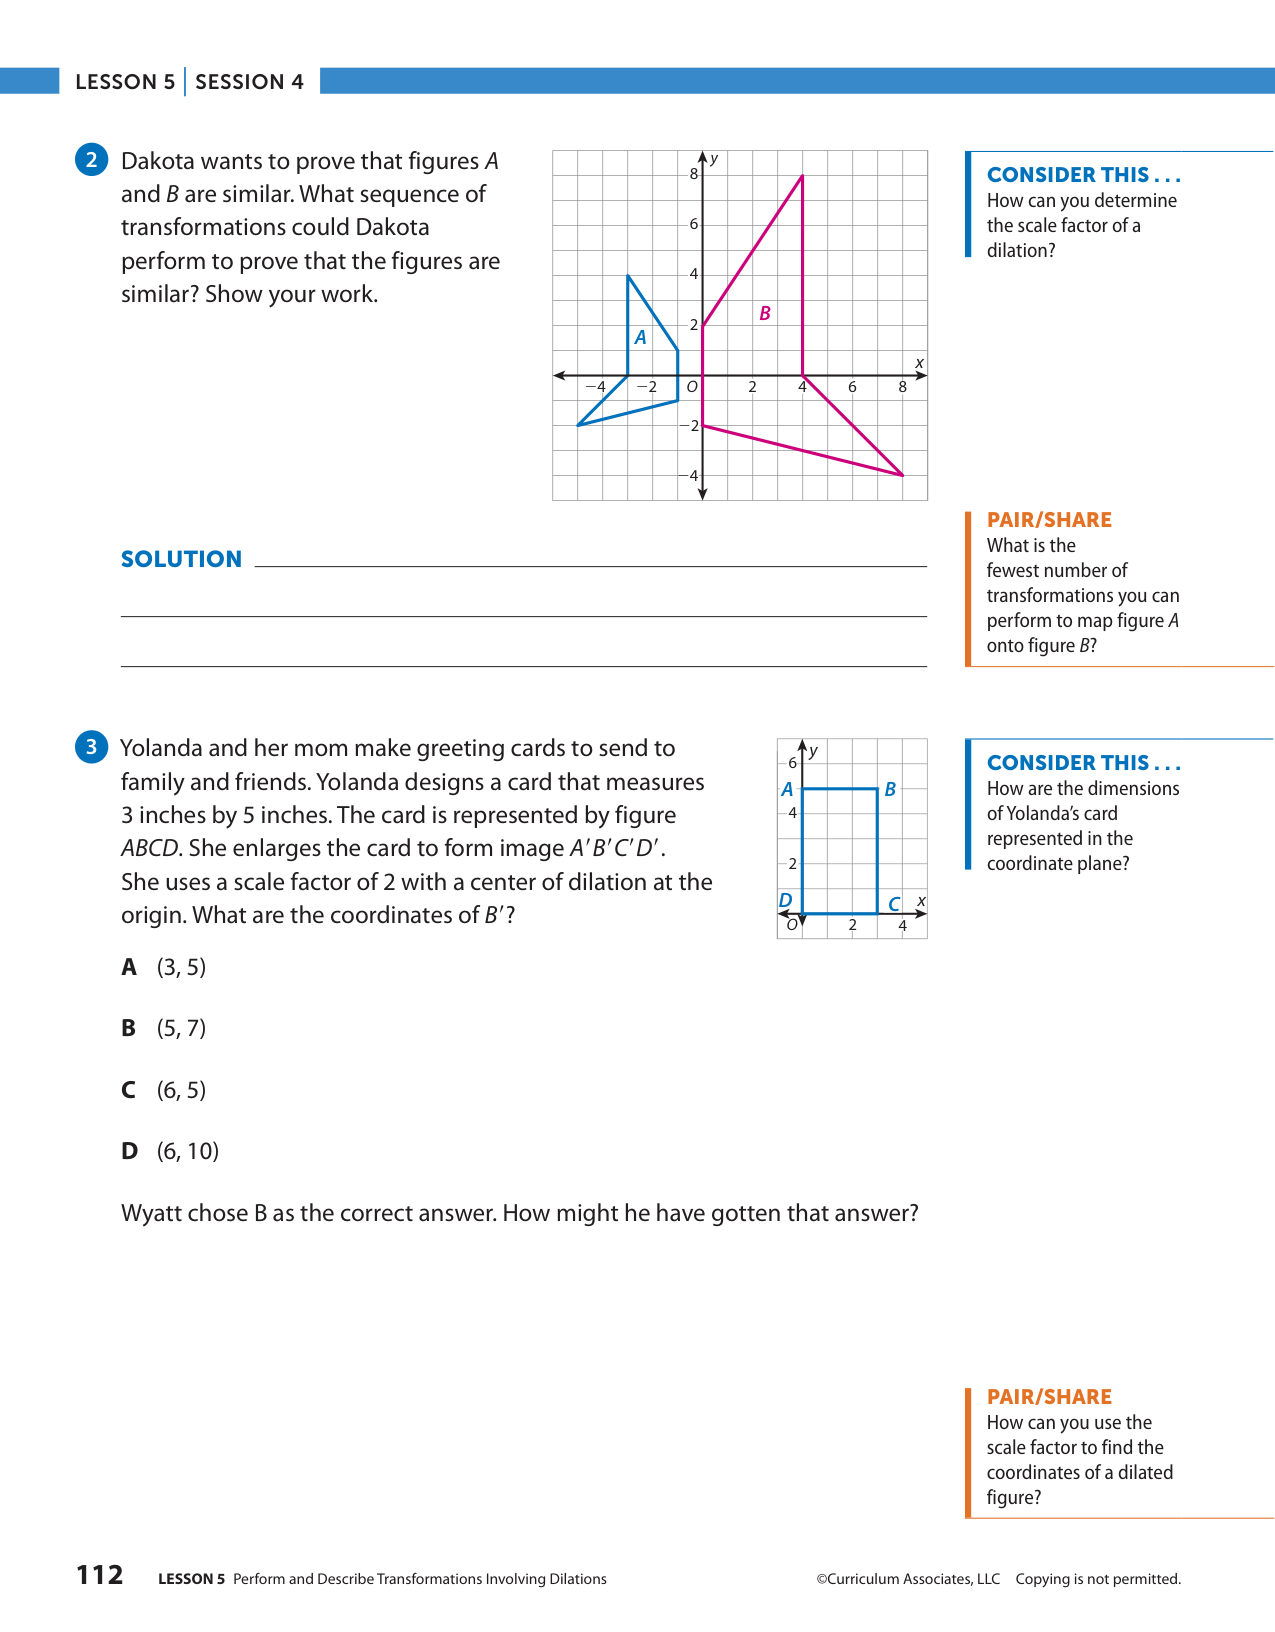 LESSON 5 | SESSION 4
2 Dakota wants to prove that figures A
and B are similar. What sequence of
transformations could Dakota
perform to prove that the figures are
similar? Show your work.
y
8
6
4
2
B
A
x
−4 −2 O 2 4 6 8
−2
−4
CONSIDER THIS . . .
How can you determine
the scale factor of a
dilation?
SOLUTION
PAIR/SHARE
What is the
fewest number of
transformations you can
perform to map figure A
onto figure B?
3 Yolanda and her mom make greeting cards to send to
family and friends. Yolanda designs a card that measures
3 inches by 5 inches. The card is represented by figure
ABCD. She enlarges the card to form image A′B′C′D′.
She uses a scale factor of 2 with a center of dilation at the
origin. What are the coordinates of B′?
y
6
A B
4
2
D C x
O 2 4
CONSIDER THIS . . .
How are the dimensions
of Yolanda’s card
represented in the
coordinate plane?
A (3, 5)
B (5, 7)
C (6, 5)
D (6, 10)
Wyatt chose B as the correct answer. How might he have gotten that answer?
PAIR/SHARE
How can you use the
scale factor to find the
coordinates of a dilated
figure?
112 LESSON 5 Perform and Describe Transformations Involving Dilations ©Curriculum Associates, LLC Copying is not permitted.